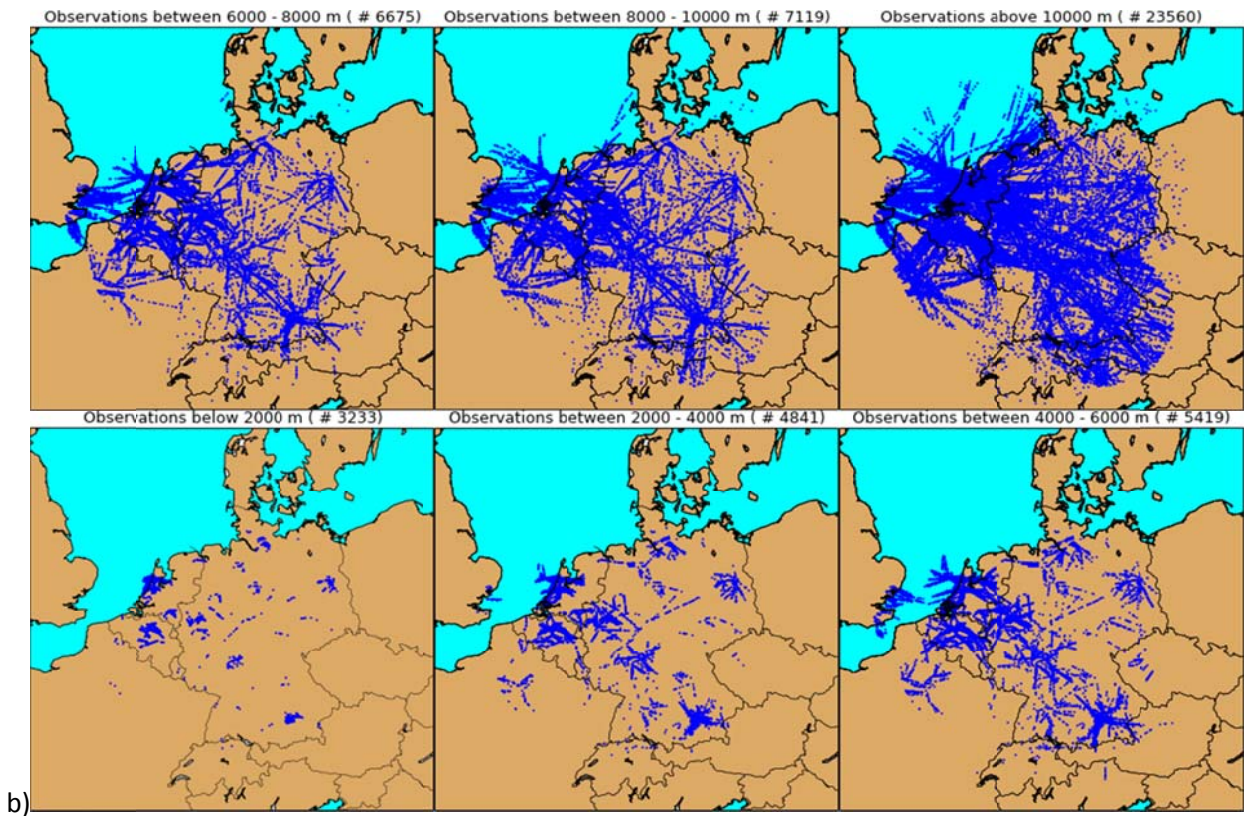 Observations between 6000 - 8000 m ( # 6675)
Observations between 8000 - 10000 m ( # 7119)
Observations above 10000 m ( # 23560)
Observations below 2000 m ( # 3233)
Observations between 2000 - 4000 m ( # 4841)
Observations between 4000 - 6000 m ( # 5419)
b)